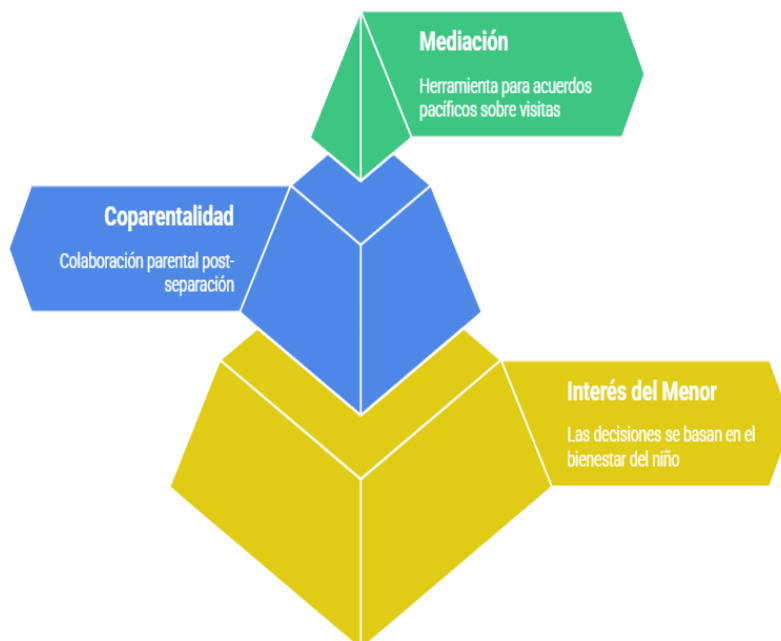 Mediación
Herramienta para acuerdos
pacíficos sobre visitas
Coparentalidad
Colaboración parental post-
separación
Interés del Menor
Las decisiones se basan en el
bienestar del niño